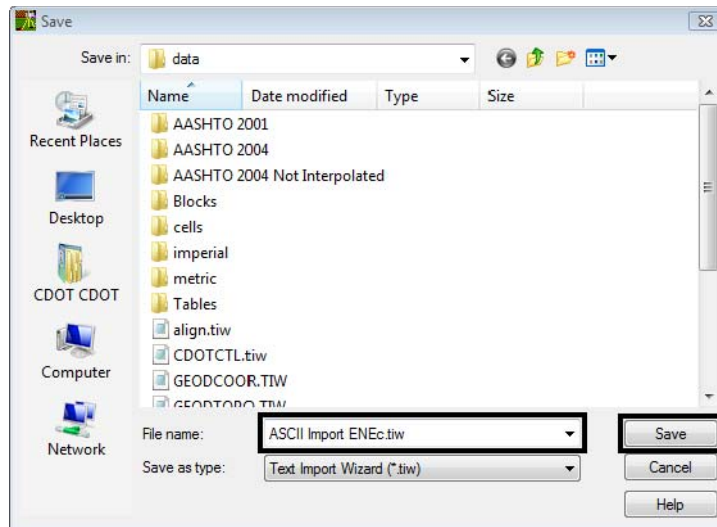 Save
Save in: data
Name Date modified Type Size
Recent Places
Desktop
CDOT CDOT
Computer
Network
AASHTO 2001
AASHTO 2004
AASHTO 2004 Not Interpolated
Blocks
cells
imperial
metric
Tables
align.tiw
CDOTCTL.tiw
GEODCOOR.TIW
GEODTOPO.TIW
File name: ASCII Import ENEc.tiw Save
Save as type: Text Import Wizard (*.tiw) Cancel
Help